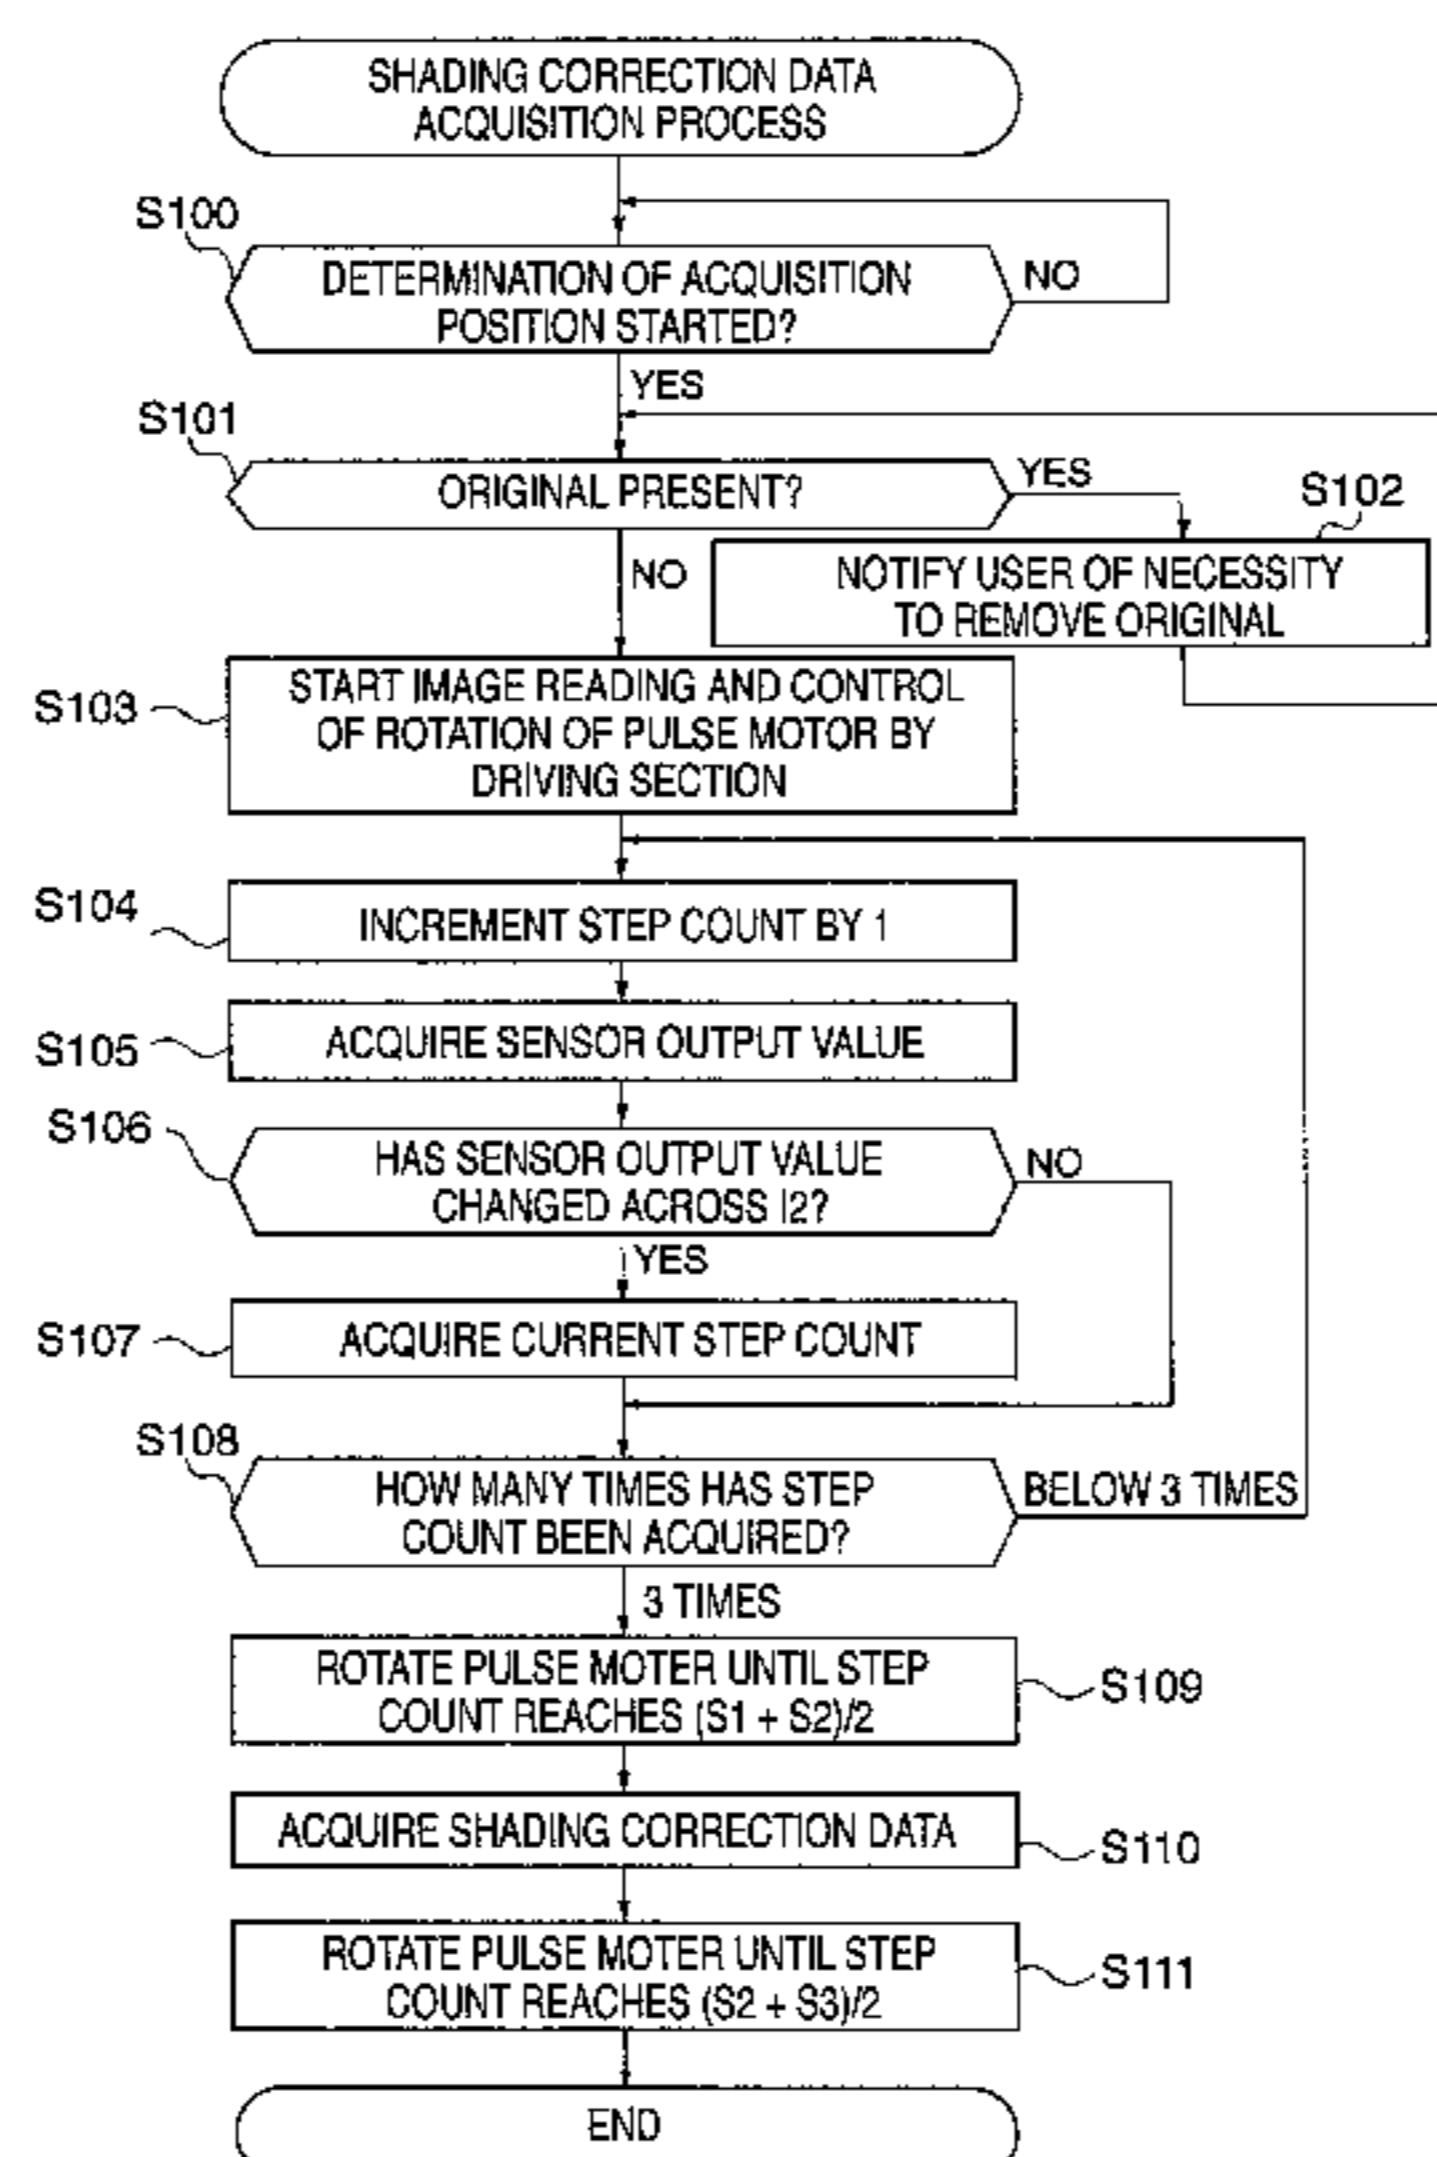 SHADING CORRECTION DATA
ACQUISITION PROCESS
S100
DETERMINATION OF ACQUISITION
POSITION STARTED?
NO
YES
S101
ORIGINAL PRESENT?
YES
S102
NO
NOTIFY USER OF NECESSITY
TO REMOVE ORIGINAL
S103
START IMAGE READING AND CONTROL
OF ROTATION OF PULSE MOTOR BY
DRIVING SECTION
S104
INCREMENT STEP COUNT BY 1
S105
ACQUIRE SENSOR OUTPUT VALUE
S106
HAS SENSOR OUTPUT VALUE
CHANGED ACROSS I2?
NO
YES
S107
ACQUIRE CURRENT STEP COUNT
S108
HOW MANY TIMES HAS STEP
COUNT BEEN ACQUIRED?
BELOW 3 TIMES
3 TIMES
ROTATE PULSE MOTER UNTIL STEP
COUNT REACHES (S1 + S2)/2
S109
ACQUIRE SHADING CORRECTION DATA
S110
ROTATE PULSE MOTER UNTIL STEP
COUNT REACHES (S2 + S3)/2
S111
END